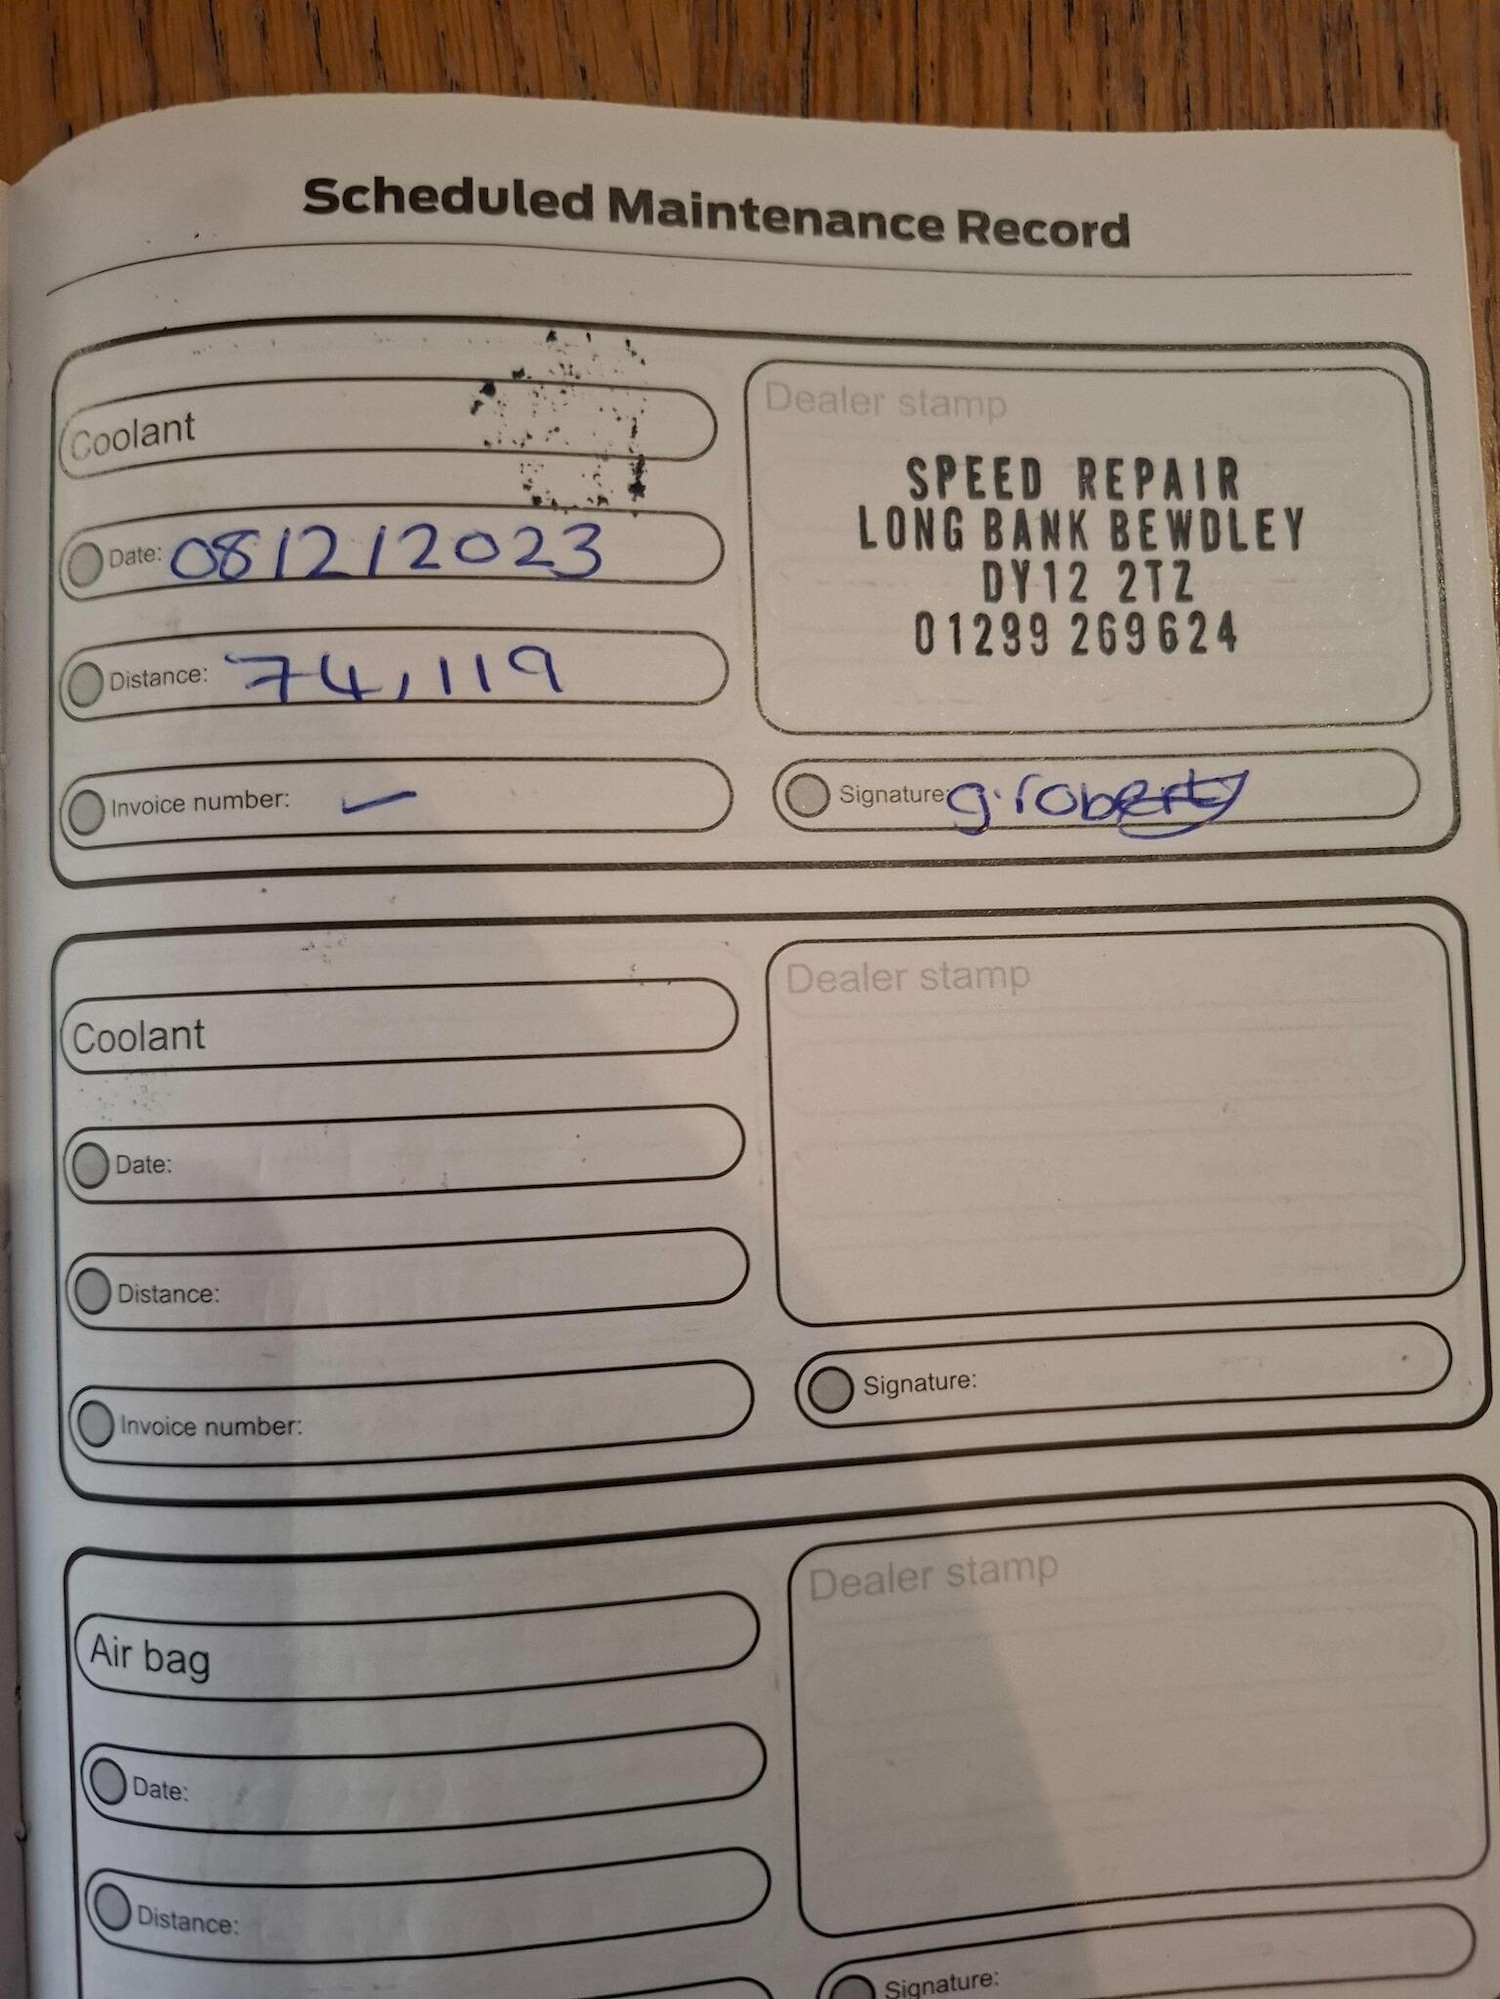 Scheduled Maintenance Record
Coolant
Date: 08/2/2023
Distance: 74,119
Invoice number:
Dealer stamp
SPEED REPAIR
LONG BANK BEWDLEY
DY12 2TZ
01299 269624
Signature: g.roberts
Coolant
Date:
Distance:
Invoice number:
Dealer stamp
Signature:
Air bag
Date:
Distance:
Dealer stamp
Signature: